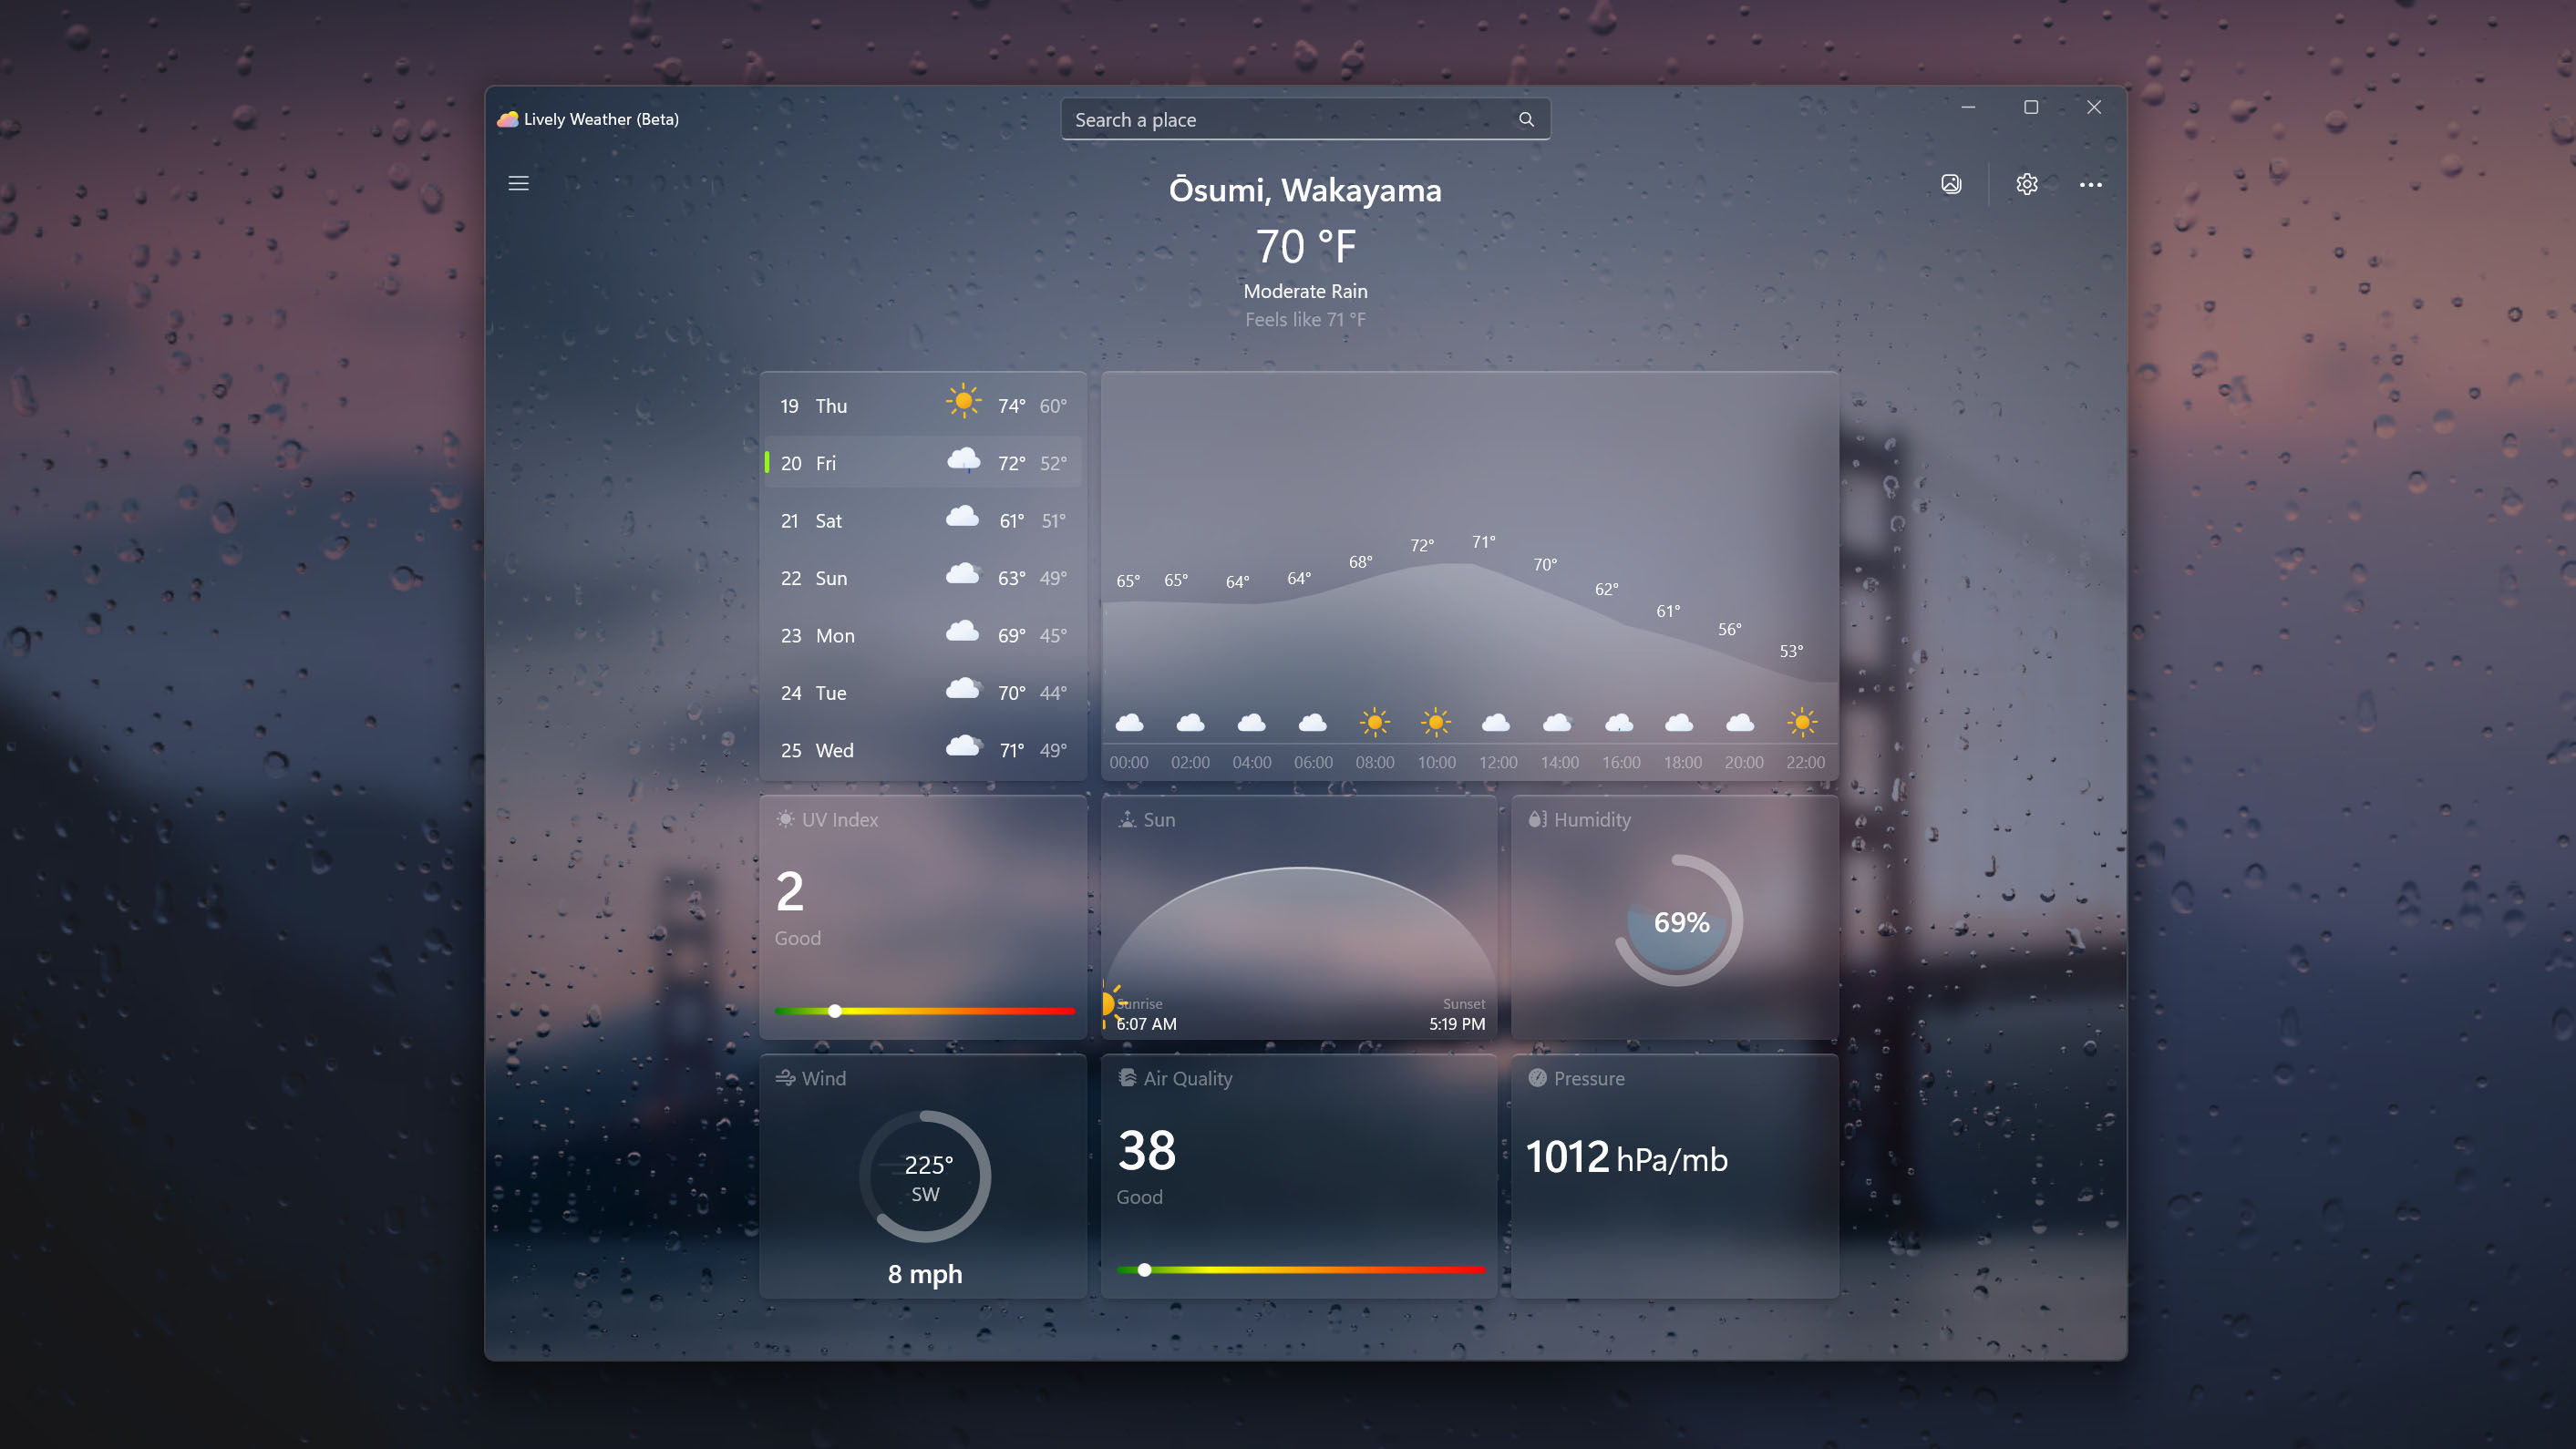 Lively Weather (Beta)
Search a place
Ōsumi, Wakayama
70 °F
Moderate Rain
Feels like 71 °F
19 Thu 74° 60°
20 Fri 72° 52°
21 Sat 61° 51°
22 Sun 63° 49°
23 Mon 69° 45°
24 Tue 70° 44°
25 Wed 71° 49°
65° 65° 64° 64° 68° 72° 71° 70° 62° 61° 56° 53°
00:00 02:00 04:00 06:00 08:00 10:00 12:00 14:00 16:00 18:00 20:00 22:00
UV Index
2
Good
Sun
Sunrise
6:07 AM
Sunset
5:19 PM
Humidity
69%
Wind
225°
SW
8 mph
Air Quality
38
Good
Pressure
1012 hPa/mb